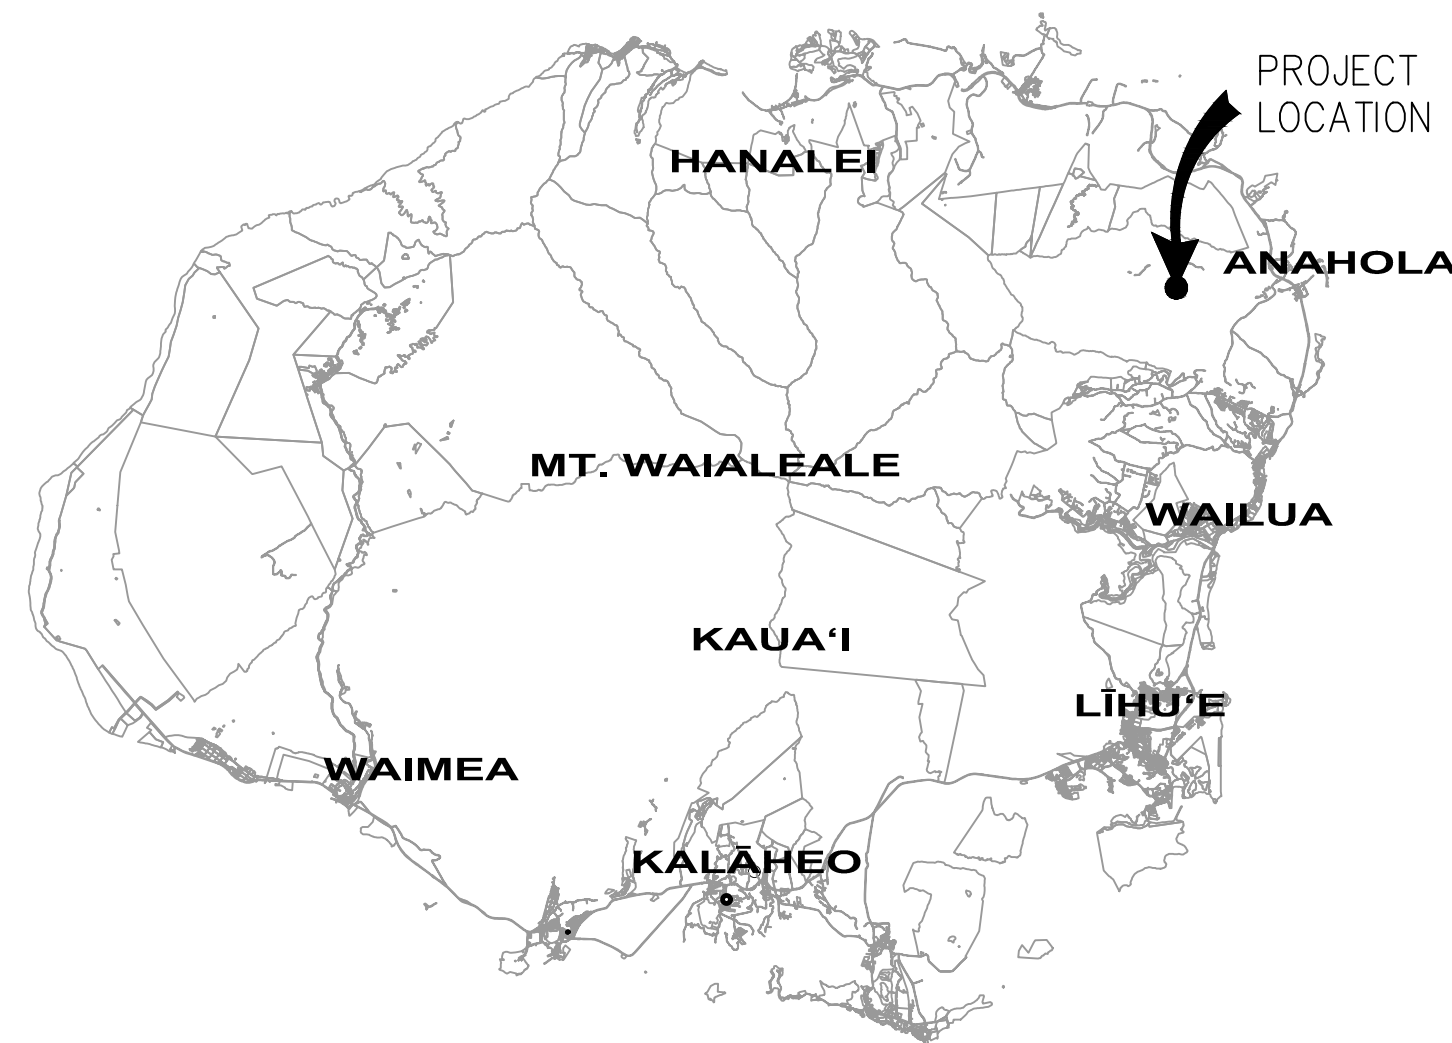 PROJECT
LOCATION
HANALEI
ANAHOLA
MT. WAIALEALE
WAILUA
KAUAʻI
LĪHUʻE
WAIMEA
KALĀHEO